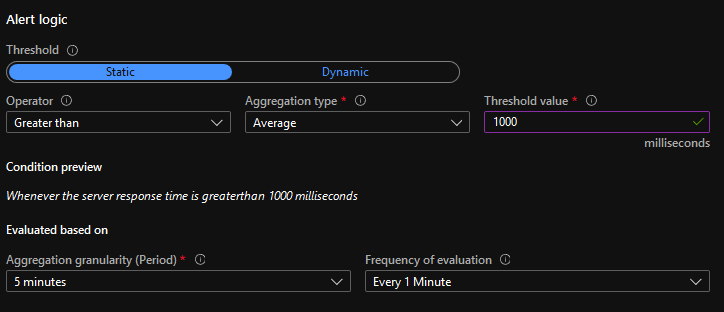 Alert logic
Threshold
Static Dynamic
Operator Aggregation type * Threshold value *
Greater than Average 1000
milliseconds
Condition preview
Whenever the server response time is greaterthan 1000 milliseconds
Evaluated based on
Aggregation granularity (Period) * Frequency of evaluation
5 minutes Every 1 Minute